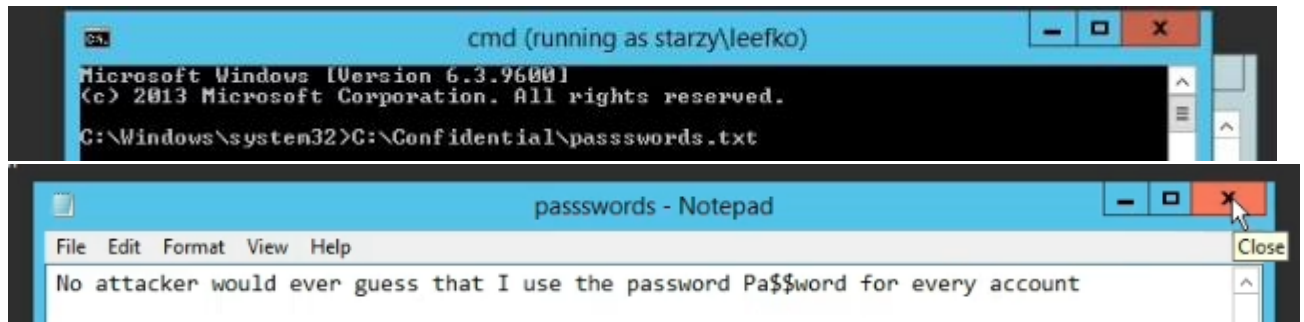 cmd (running as starzy\leefko)
Microsoft Windows [Version 6.3.9600]
(c) 2013 Microsoft Corporation. All rights reserved.
C:\Windows\system32>C:\Confidential\passswords.txt
passswords - Notepad
File Edit Format View Help
Close
No attacker would ever guess that I use the password Pa$$word for every account